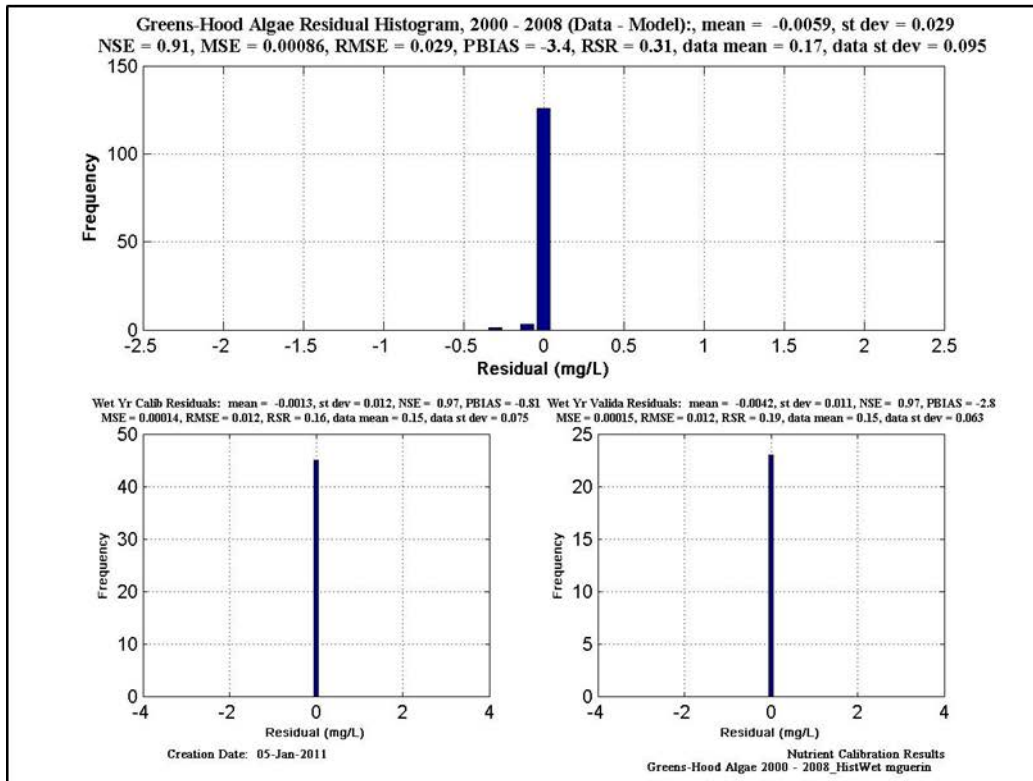 Greens-Hood Algae Residual Histogram, 2000 - 2008 (Data - Model):, mean = -0.0059, st dev = 0.029
NSE = 0.91, MSE = 0.00086, RMSE = 0.029, PBIAS = -3.4, RSR = 0.31, data mean = 0.17, data st dev = 0.095
150
100
50
0
Frequency
-2.5 -2 -1.5 -1 -0.5 0 0.5 1 1.5 2 2.5
Residual (mg/L)
Wet Yr Calib Residuals: mean = -0.0013, st dev = 0.012, NSE = 0.97, PBIAS = -0.81
MSE = 0.00014, RMSE = 0.012, RSR = 0.16, data mean = 0.15, data st dev = 0.075
50
40
30
20
10
0
Frequency
-4 -2 0 2 4
Residual (mg/L)
Wet Yr Valida Residuals: mean = -0.0042, st dev = 0.011, NSE = 0.97, PBIAS = -2.8
MSE = 0.00015, RMSE = 0.012, RSR = 0.19, data mean = 0.15, data st dev = 0.063
25
20
15
10
5
0
Frequency
-4 -2 0 2 4
Residual (mg/L)
Creation Date: 05-Jan-2011
Nutrient Calibration Results
Greens-Hood Algae 2000 - 2008_HistWet mguerin